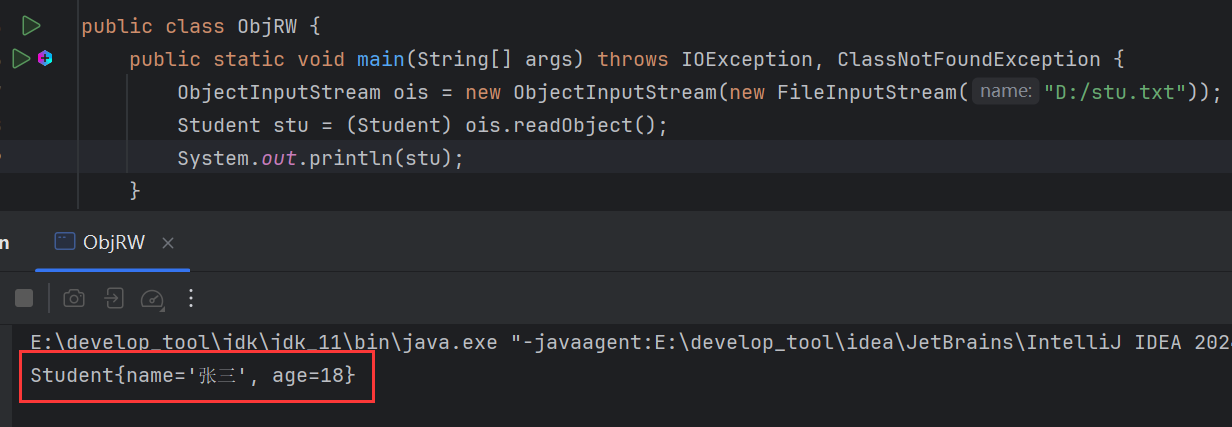 public class ObjRW {
public static void main(String[] args) throws IOException, ClassNotFoundException {
ObjectInputStream ois = new ObjectInputStream(new FileInputStream( name: "D:/stu.txt"));
Student stu = (Student) ois.readObject();
System.out.println(stu);
}
n
ObjRW
E:\develop_tool\jdk\jdk_11\bin\java.exe "-javaagent:E:\develop_tool\idea\JetBrains\IntelliJ IDEA
Student{name='张三', age=18}